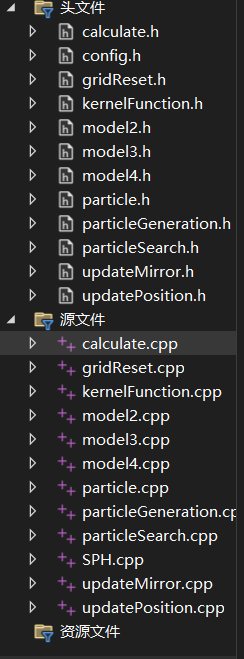 头文件
calculate.h
config.h
gridReset.h
kernelFunction.h
model2.h
model3.h
model4.h
particle.h
particleGeneration.h
particleSearch.h
updateMirror.h
updatePosition.h
源文件
calculate.cpp
gridReset.cpp
kernelFunction.cpp
model2.cpp
model3.cpp
model4.cpp
particle.cpp
particleGeneration.cp
particleSearch.cpp
SPH.cpp
updateMirror.cpp
updatePosition.cpp
资源文件